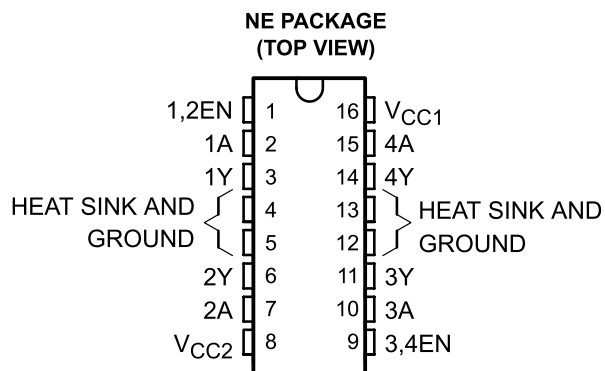 NE PACKAGE
(TOP VIEW)
1,2EN 1 16 VCC1
1A 2 15 4A
1Y 3 14 4Y
HEAT SINK AND GROUND 4 13 HEAT SINK AND GROUND
5 12
2Y 6 11 3Y
2A 7 10 3A
VCC2 8 9 3,4EN